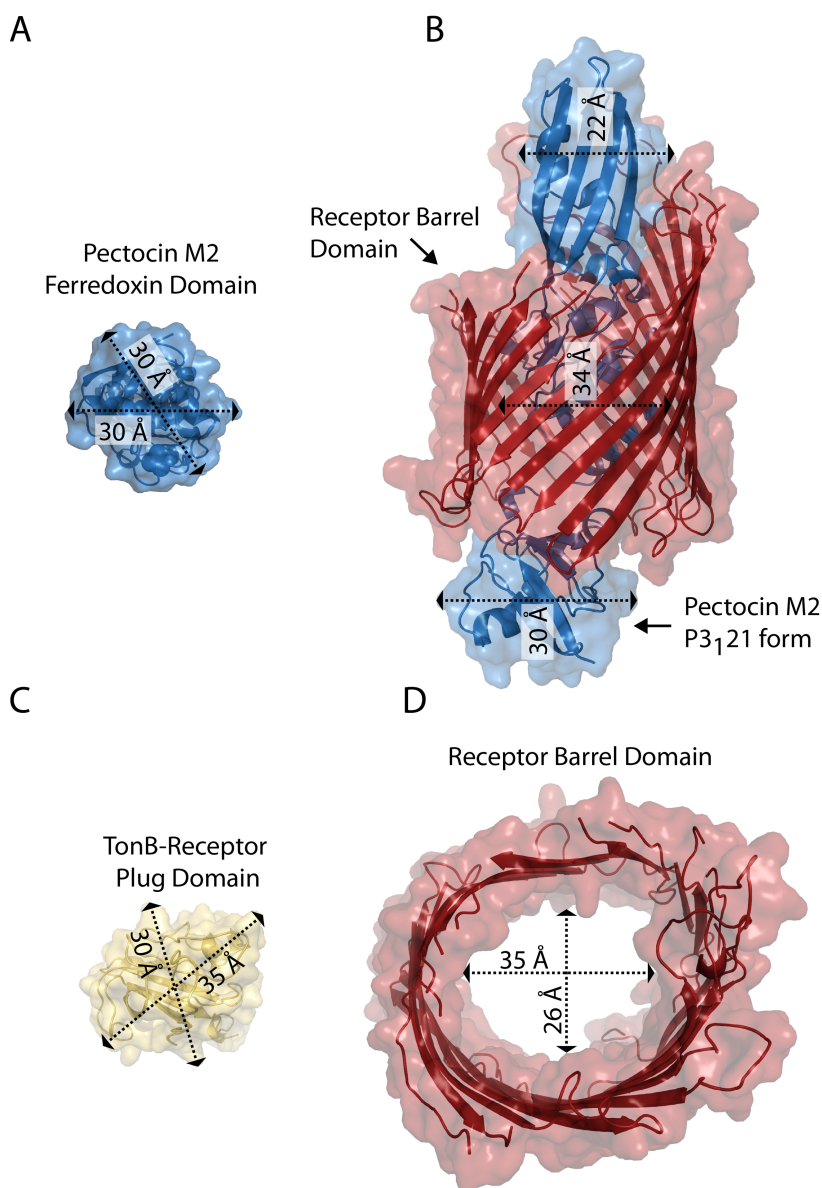 A
B
22 Å
Receptor Barrel
Domain
Pectocin M2
Ferredoxin Domain
30 Å
30 Å
34 Å
30 Å
Pectocin M2
P3₁21 form
C
D
Receptor Barrel Domain
TonB-Receptor
Plug Domain
30 Å
35 Å
35 Å
26 Å